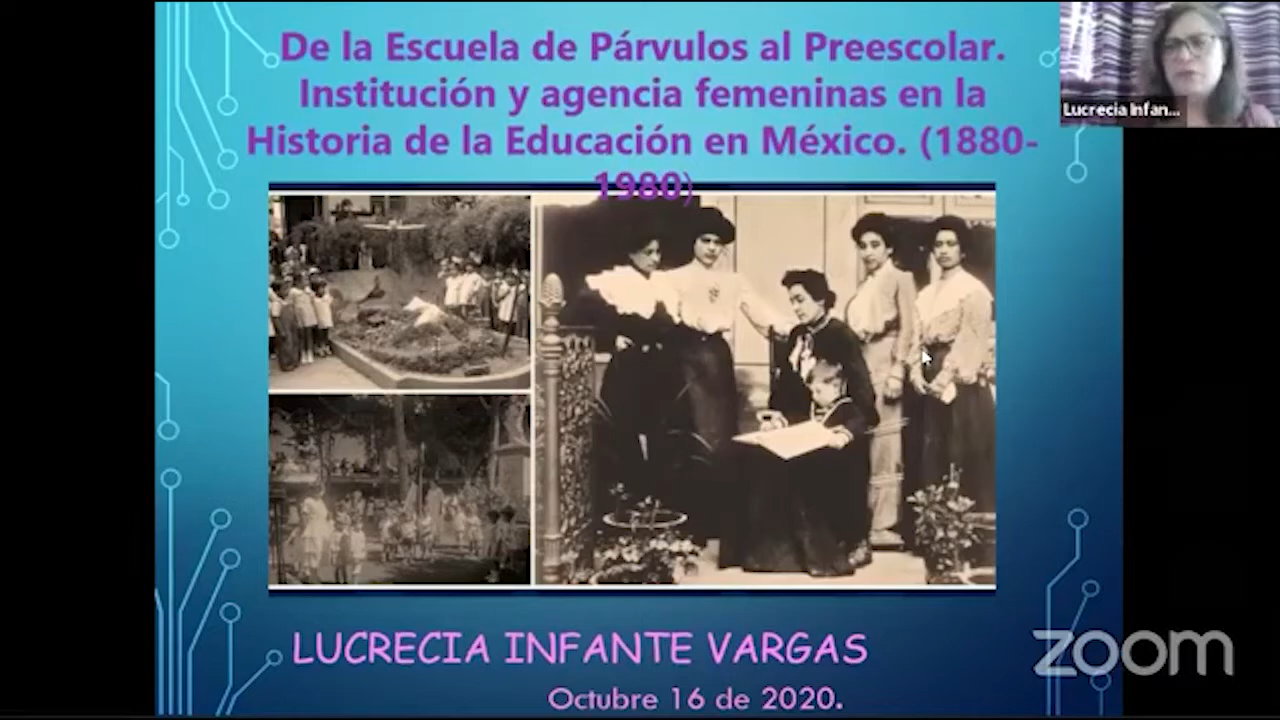 De la Escuela de Párvulos al Preescolar.
Institución y agencia femeninas en la
Historia de la Educación en México. (1880-
1980)
Lucrecia Infan...
LUCRECIA INFANTE VARGAS
Octubre 16 de 2020.
zoom